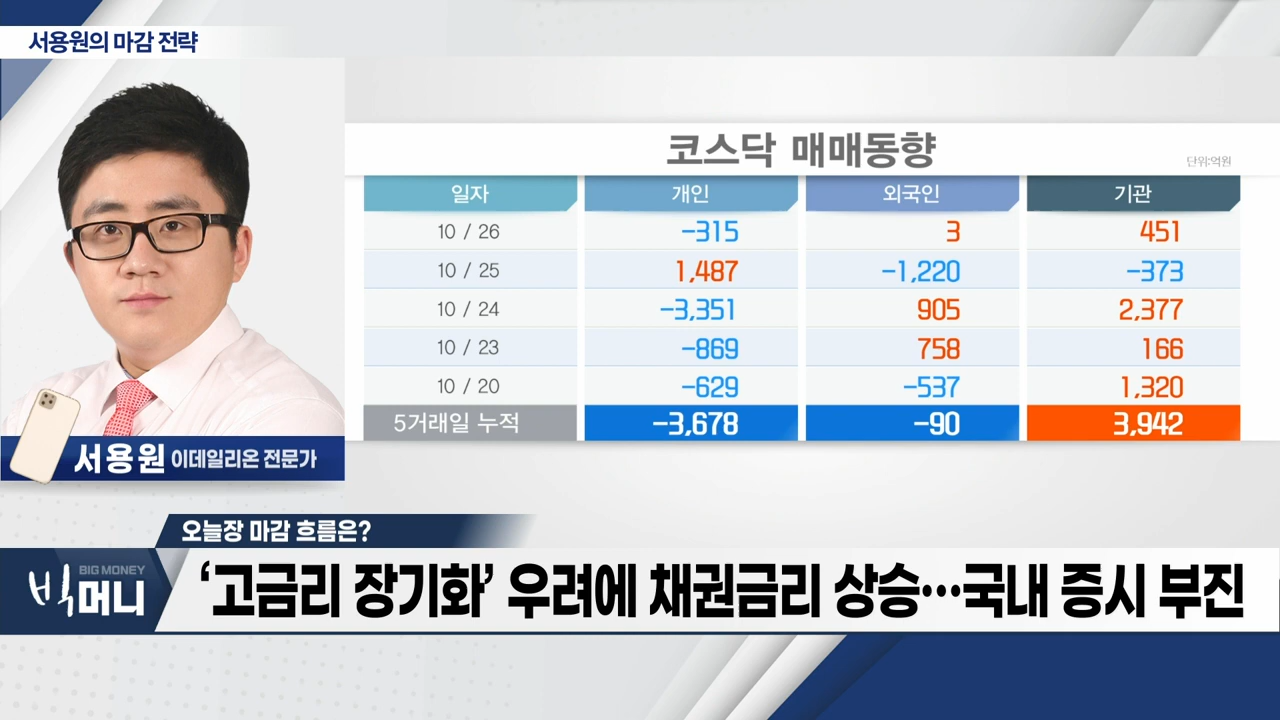 서용원의 마감 전략
코스닥 매매동향
단위:억원
일자 개인 외국인 기관
10 / 26 -315 3 451
10 / 25 1,487 -1,220 -373
10 / 24 -3,351 905 2,377
10 / 23 -869 758 166
10 / 20 -629 -537 1,320
5거래일 누적 -3,678 -90 3,942
서용원 이데일리온 전문가
오늘장 마감 흐름은?
BIG MONEY
빅머니
‘고금리 장기화’ 우려에 채권금리 상승…국내 증시 부진